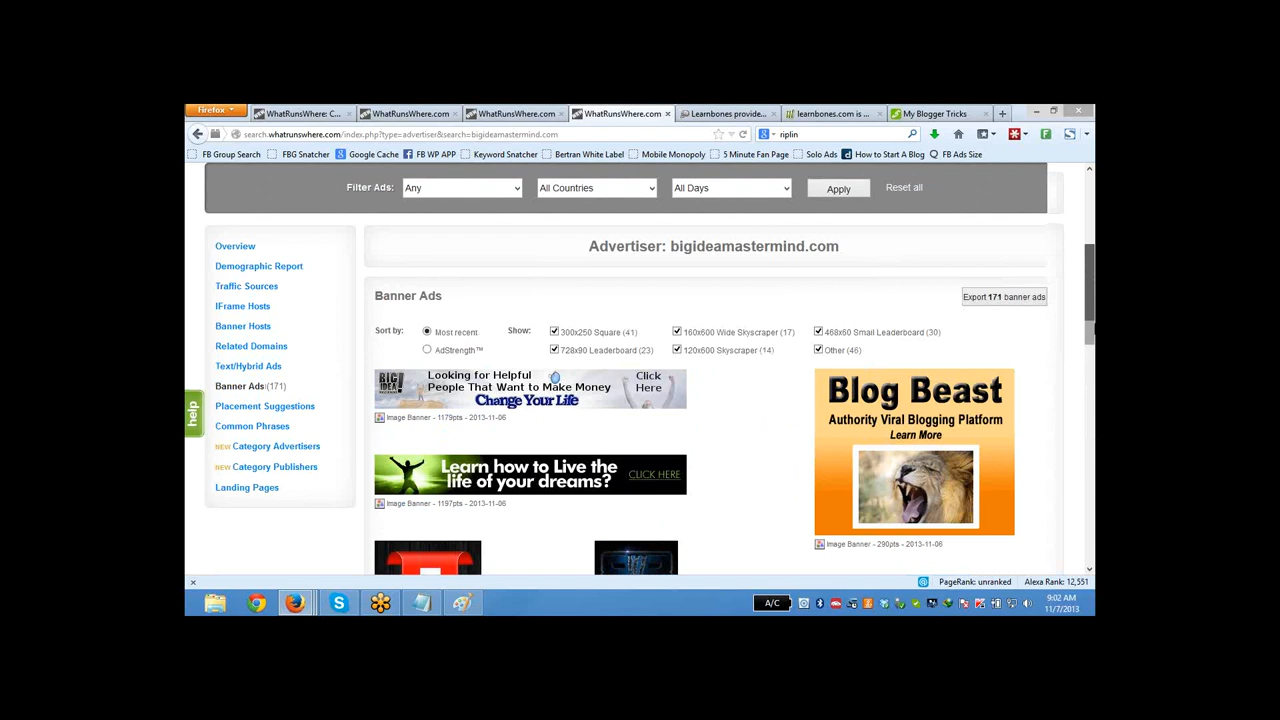 Firefox
WhatRunsWhere: C...
WhatRunsWhere.com
WhatRunsWhere.com
WhatRunsWhere.com
Learnbones provide...
learnbones.com is ...
My Blogger Tricks
search.whatrunswhere.com/index.php?type=advertiser&search=bigideamastermind.com
riplin
FB Group Search
FBG Snatcher
Google Cache
FB WP APP
Keyword Snatcher
Bertran White Label
Mobile Monopoly
5 Minute Fan Page
Solo Ads
How to Start A Blog
FB Ads Size
Filter Ads:
Any
All Countries
All Days
Apply
Reset all
Overview
Demographic Report
Traffic Sources
IFrame Hosts
Banner Hosts
Related Domains
Text/Hybrid Ads
Banner Ads (171)
Placement Suggestions
Common Phrases
NEW Category Advertisers
NEW Category Publishers
Landing Pages
help
Advertiser: bigideamastermind.com
Banner Ads
Export 171 banner ads
Sort by:
Most recent
AdStrength™
Show:
300x250 Square (41)
160x600 Wide Skyscraper (17)
468x60 Small Leaderboard (30)
728x90 Leaderboard (23)
120x600 Skyscraper (14)
Other (46)
BIG IDEA
Looking for Helpful
People That Want to Make Money
Change Your Life
Click
Here
Image Banner - 1179pts - 2013-11-06
Learn how to Live the
life of your dreams?
CLICK HERE
Image Banner - 1197pts - 2013-11-06
Blog Beast
Authority Viral Blogging Platform
Learn More
Image Banner - 290pts - 2013-11-06
PageRank: unranked
Alexa Rank: 12,551
A/C
9:02 AM
11/7/2013